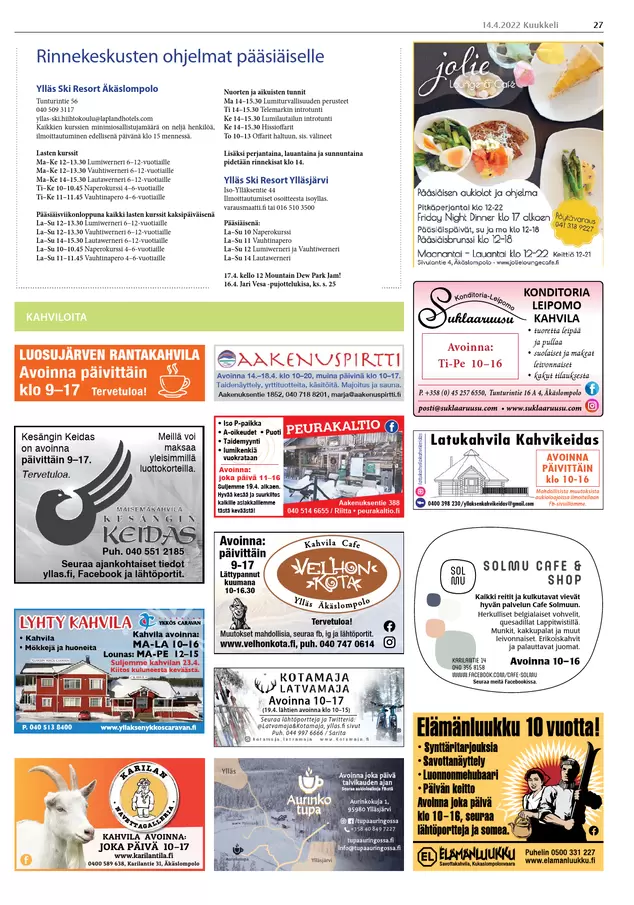 14.4.2022 Kuukkeli 27
Rinnekeskusten ohjelmat pääsiäiselle
Ylläs Ski Resort Äkäslompolo
Tunturintie 56
040 509 3117
yllas-ski.hiihtokoulu@laplandhotels.com
Kaikkien kurssien minimiosallistujamäärä on neljä henkilöä,
ilmoittautuminen edellisenä päivänä klo 15 mennessä.
Lasten kurssit
Ma–Ke 12–13.30 Lumiwerneri 6–12-vuotiaille
Ma–Ke 12–13.30 Vauhtiwerneri 6–12-vuotiaille
Ma–Ke 14–15.30 Lautawerneri 6–12-vuotiaille
Ti–Ke 10–10.45 Naperokurssi 4–6-vuotiaille
Ti–Ke 11–11.45 Vauhtinapero 4–6-vuotiaille
Pääsiäisviikonloppuna kaikki lasten kurssit kaksipäiväisenä
La–Su 12–13.30 Lumiwerneri 6–12-vuotiaille
La–Su 12–13.30 Vauhtiwerneri 6–12-vuotiaille
La–Su 14–15.30 Lautawerneri 6–12-vuotiaille
La–Su 10–10.45 Naperokurssi 4–6-vuotiaille
La–Su 11–11.45 Vauhtinapero 4–6-vuotiaille
Nuorten ja aikuisten tunnit
Ma 14–15.30 Lumiturvallisuuden perusteet
Ti 14–15.30 Telemarkin introtunti
Ke 14–15.30 Lumilautailun introtunti
Ke 14–15.30 Hissioffarit
To 10–13 Offarit haltuun, sis. välineet
Lisäksi perjantaina, lauantaina ja sunnuntaina
pidetään rinnekisat klo 14.
Ylläs Ski Resort Ylläsjärvi
Iso-Ylläksentie 44
Ilmoittautumiset osoitteesta isoyllas.
varausmaatti.fi tai 016 510 3500
Pääsiäisenä:
La–Su 10 Naperokurssi
La–Su 11 Vauhtinapero
La–Su 12 Lumiwerneri ja Vauhtiwerneri
La–Su 14 Lautawerneri
17.4. kello 12 Mountain Dew Park Jam!
16.4. Jari Vesa -pujottelukisa, ks. s. 25
jolie
Lounge & Café
Pääsiäisen aukiolot ja ohjelma
Pitkäperjantai klo 12-22
Friday Night Dinner klo 17 alkaen
Pääsiäispäivät, su ja ma klo 12-18
Pääsiäisbrunssi klo 12-18
Pöytävaraus
041 318 9227
Maanantai - Lauantai klo 12-22 Keittiö 12-21
Sivulantie 4, Äkäslompolo - www.jolieloungecafe.fi
KAHVILOITA
LUOSUJÄRVEN RANTAKAHVILA
Avoinna päivittäin
klo 9–17 Tervetuloa!
AAKENUSPIRTTI
Avoinna 14.–18.4. klo 10–20, muina päivinä klo 10–17.
Taidenäyttely, yrttituotteita, käsitöitä. Majoitus ja sauna.
Aakenuksentie 1852, 040 718 8201, marja@aakenuspirtti.fi
Konditoria-Leipomo
Suklaaruusu
Avoinna:
Ti-Pe 10–16
KONDITORIA
LEIPOMO
KAHVILA
• tuoretta leipää
ja pullaa
• suolaiset ja makeat
leivonnaiset
• kakut tilauksesta
P. +358 (0) 45 257 6550, Tunturintie 16 A 4, Äkäslompolo
posti@suklaaruusu.com • www.suklaaruusu.com
Kesängin Keidas
on avoinna
päivittäin 9–17.
Tervetuloa.
Meillä voi
maksaa
yleisimmillä
luottokorteilla.
MAISEMAKAHVILA
KESÄNGIN
KEIDAS
Puh. 040 551 2185
Seuraa ajankohtaiset tiedot
yllas.fi, Facebook ja lähtöportit.
• Iso P-paikka
• A-oikeudet • Puoti
• Taidemyynti
• lumikenkiä
vuokrataan
Avoinna:
joka päivä 11–16
Suljemme 19.4. alkaen.
Hyvää kesää ja suurkiitos
kaikille asiakkaillemme
tästä keväästä!
PEURAKALTIO
Aakenuksentie 388
040 514 6655 / Riitta • peurakaltio.fi
Latukahvila Kahvikeidas
AVOINNA
PÄIVITTÄIN
klo 10-16
Mahdollisista muutoksista
aukioloajoissa ilmoitellaan
Fb-sivuillamme
0400 398 230 / yllaksenkahvikeidas@gmail.com
Avoinna:
päivittäin
9-17
Lättypannut
kuumana
10-16.30
Kahvila Cafe
VELHON
KOTA
Ylläs Äkäslompolo
Tervetuloa!
Muutokset mahdollisia, seuraa fb, ig ja lähtöportit.
www.velhonkota.fi, puh. 040 747 0614
SOL
MU
SOLMU CAFE &
SHOP
Kaikki reitit ja kulkutavat vievät
hyvän palvelun Cafe Solmuun.
Herkulliset belgialaiset vohvelit,
quesadillat Lappitwistillä.
Munkit, kakkupalat ja muut
leivonnaiset. Erikoiskahvit
ja palauttavat juomat.
Avoinna 10–16
KARILANTIE 14
040 356 8158
WWW.FACEBOOK.COM/CAFE-SOLMU
Seuraa meitä Facebookissa.
LYHTY KAHVILA
YKKÖS CARAVAN
• Kahvila
• Mökkejä ja huoneita
Kahvila avoinna:
MA-LA 10–16
Lounas: MA-PE 12–15
Suljemme kahvilan 23.4.
Kiitos kuluneesta keväästä!
P. 040 513 8400 www.yllaksenykkoscaravan.fi
KOTAMAJA
LATVAMAJA
Avoinna 10–17
(19.4. lähtien avoinna klo 10–15)
Seuraa lähtöportteja ja Twitteriä:
@Latvamaja&Kotamaja, yllas.fi sivut
Puh. 044 997 6666 / Sarita
KARILAN
SAVOTTAGALLERIA
KAHVILA AVOINNA:
JOKA PÄIVÄ 10–17
www.karilantila.fi
0400 589 638, Karilantie 31, Äkäslompolo
Ylläs
Aurinko
tupa
Ylläsjärvi
Avoinna joka päivä
talvikauden ajan
Seuraa aukioloaikoja FB:stä
Aurinkokuja 1,
95980 Ylläsjärvi
/tupaauringossa
+358 40 849 7227
tupaauringossa.fi
info@tupaauringossa.fi
Elämänluukku 10 vuotta!
• Synttäritarjouksia
• Savottanäyttely
• Luonnonmehubaari
• Päivän keitto
Avoinna joka päivä
klo 10–16, seuraa
lähtöportteja ja somea.
EL ELÄMÄNLUUKKU
Savottakahvila, Kukaslompolonmaara
Puhelin 0500 331 227
www.elamanluukku.fi